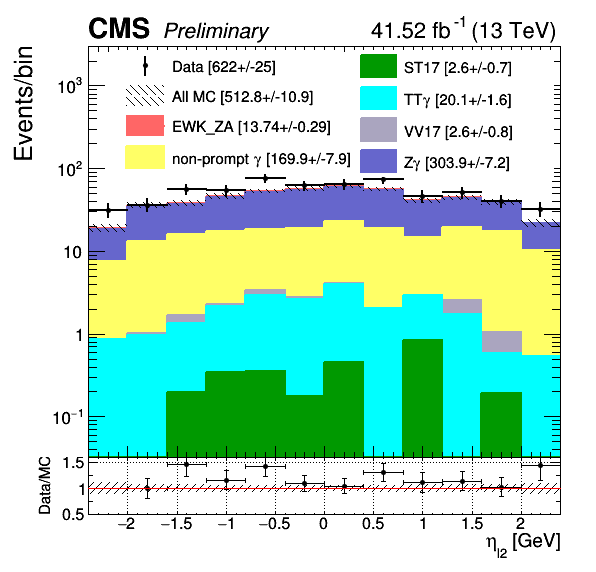 CMS Preliminary 41.52 fb⁻¹ (13 TeV)
Events/bin
Data [622+/-25]
All MC [512.8+/-10.9]
EWK_ZA [13.74+/-0.29]
non-prompt γ [169.9+/-7.9]
ST17 [2.6+/-0.7]
TTγ [20.1+/-1.6]
VV17 [2.6+/-0.8]
Zγ [303.9+/-7.2]
10³
10²
10
1
10⁻¹
Data/MC
1.5
1
0.5
−2 −1.5 −1 −0.5 0 0.5 1 1.5 2
η_l2 [GeV]